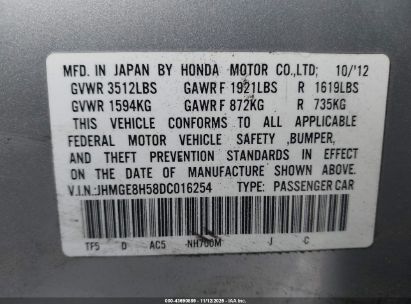 MFD. IN JAPAN BY HONDA MOTOR CO.,LTD; 10/'12
GVWR 3512LBS GAWR F 1921LBS R 1619LBS
GVWR 1594KG GAWR F 872KG R 735KG
THIS VEHICLE CONFORMS TO ALL APPLICABLE
FEDERAL MOTOR VEHICLE SAFETY ,BUMPER,
AND THEFT PREVENTION STANDARDS IN EFFECT
ON THE DATE OF MANUFACTURE SHOWN ABOVE.
V.I.N.:JHMGE8H58DC016254 TYPE: PASSENGER CAR
TF5 D AC5 NH700M J C